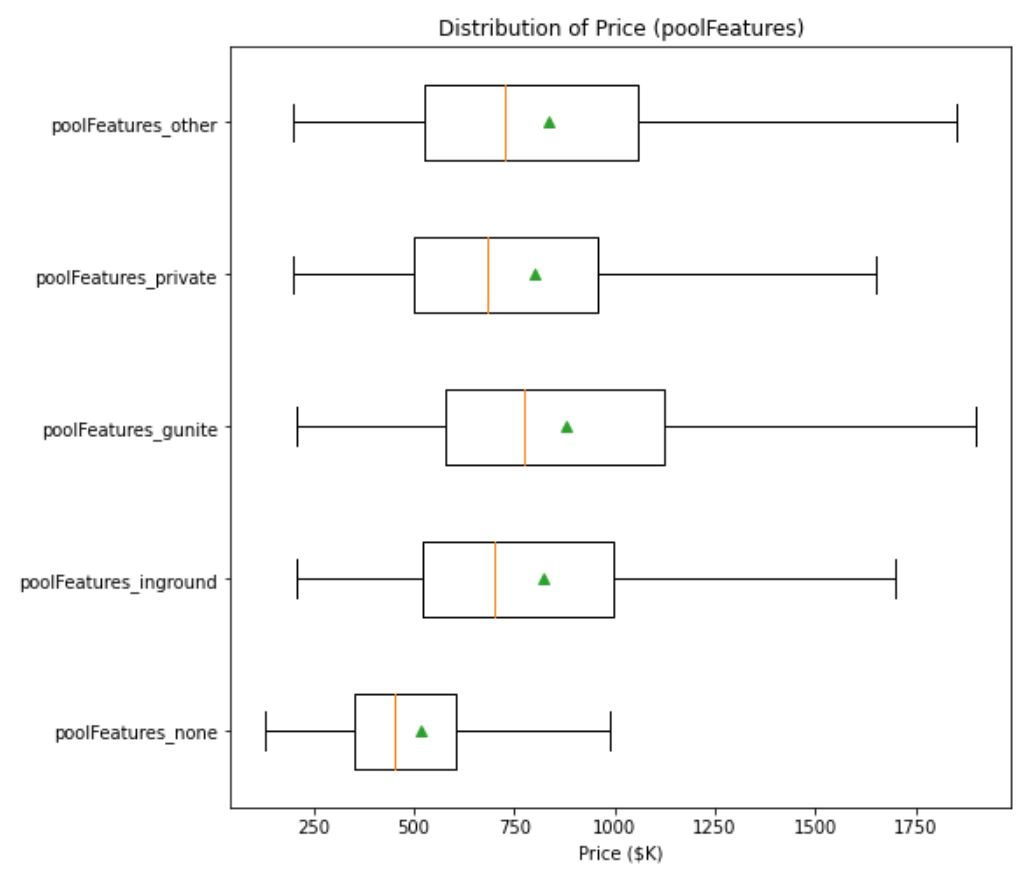 Distribution of Price (poolFeatures)
poolFeatures_other
poolFeatures_private
poolFeatures_gunite
poolFeatures_inground
poolFeatures_none
250 500 750 1000 1250 1500 1750
Price ($K)